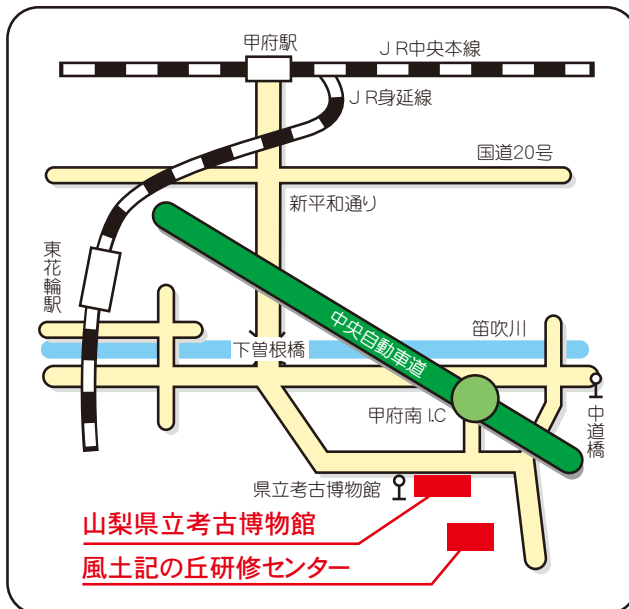 甲府駅
JR中央本線
JR身延線
国道20号
新平和通り
東花輪駅
中央自動車道
笛吹川
下曽根橋
甲府南I.C
中道橋
県立考古博物館
山梨県立考古博物館
風土記の丘研修センター